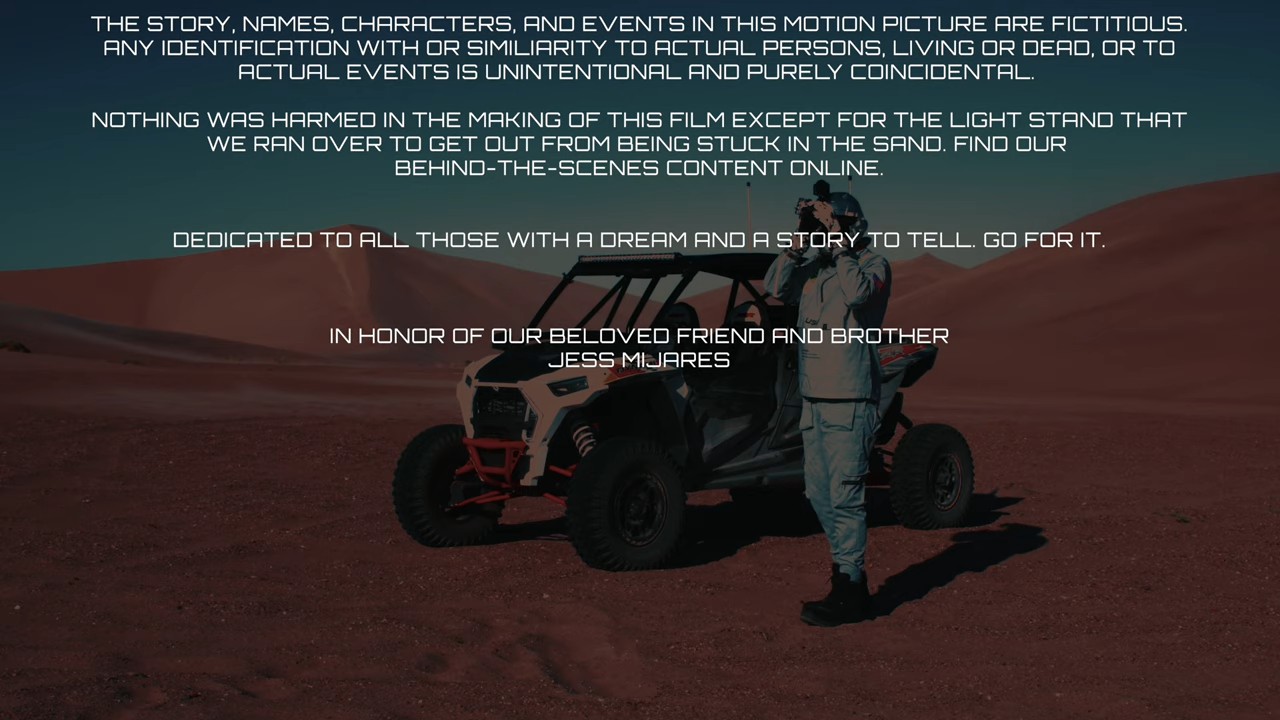 THE STORY, NAMES, CHARACTERS, AND EVENTS IN THIS MOTION PICTURE ARE FICTITIOUS.
ANY IDENTIFICATION WITH OR SIMILIARITY TO ACTUAL PERSONS, LIVING OR DEAD, OR TO
ACTUAL EVENTS IS UNINTENTIONAL AND PURELY COINCIDENTAL.
NOTHING WAS HARMED IN THE MAKING OF THIS FILM EXCEPT FOR THE LIGHT STAND THAT
WE RAN OVER TO GET OUT FROM BEING STUCK IN THE SAND. FIND OUR
BEHIND-THE-SCENES CONTENT ONLINE.
DEDICATED TO ALL THOSE WITH A DREAM AND A STORY TO TELL. GO FOR IT.
IN HONOR OF OUR BELOVED FRIEND AND BROTHER
JESS MIJARES